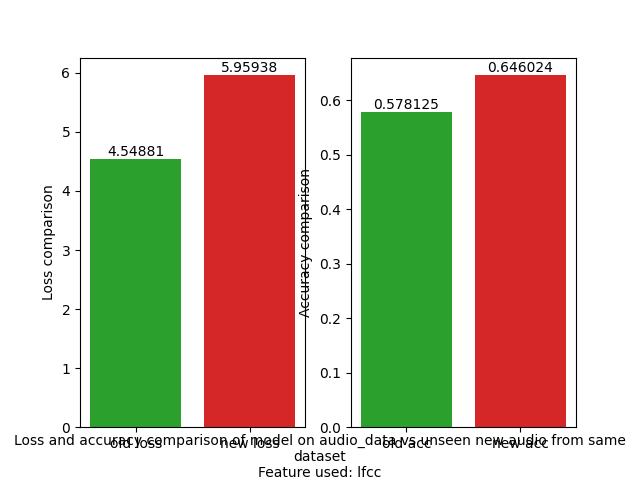 4.54881
5.95938
6
5
4
3
2
1
0
Loss comparison
old loss
new loss
0.578125
0.646024
0.6
0.5
0.4
0.3
0.2
0.1
0.0
Accuracy comparison
old acc
new acc
Loss and accuracy comparison of model on audio_data vs unseen new audio from same
dataset
Feature used: lfcc